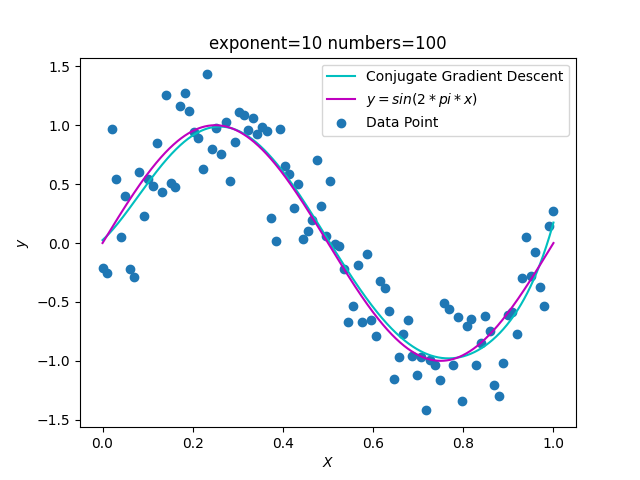 exponent=10 numbers=100
Conjugate Gradient Descent
y = sin(2 * pi * x)
Data Point
1.5
1.0
0.5
0.0
−0.5
−1.0
−1.5
y
0.0 0.2 0.4 0.6 0.8 1.0
X